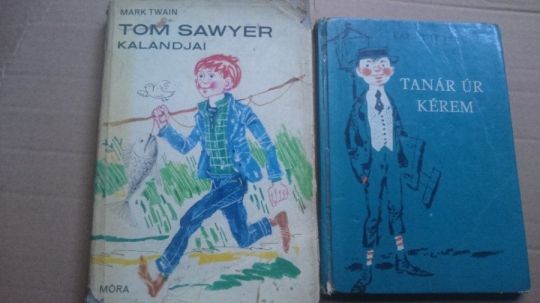 MARK TWAIN
TOM SAWYER
KALANDJAI
MÓRA
TANÁR ÚR
KÉREM